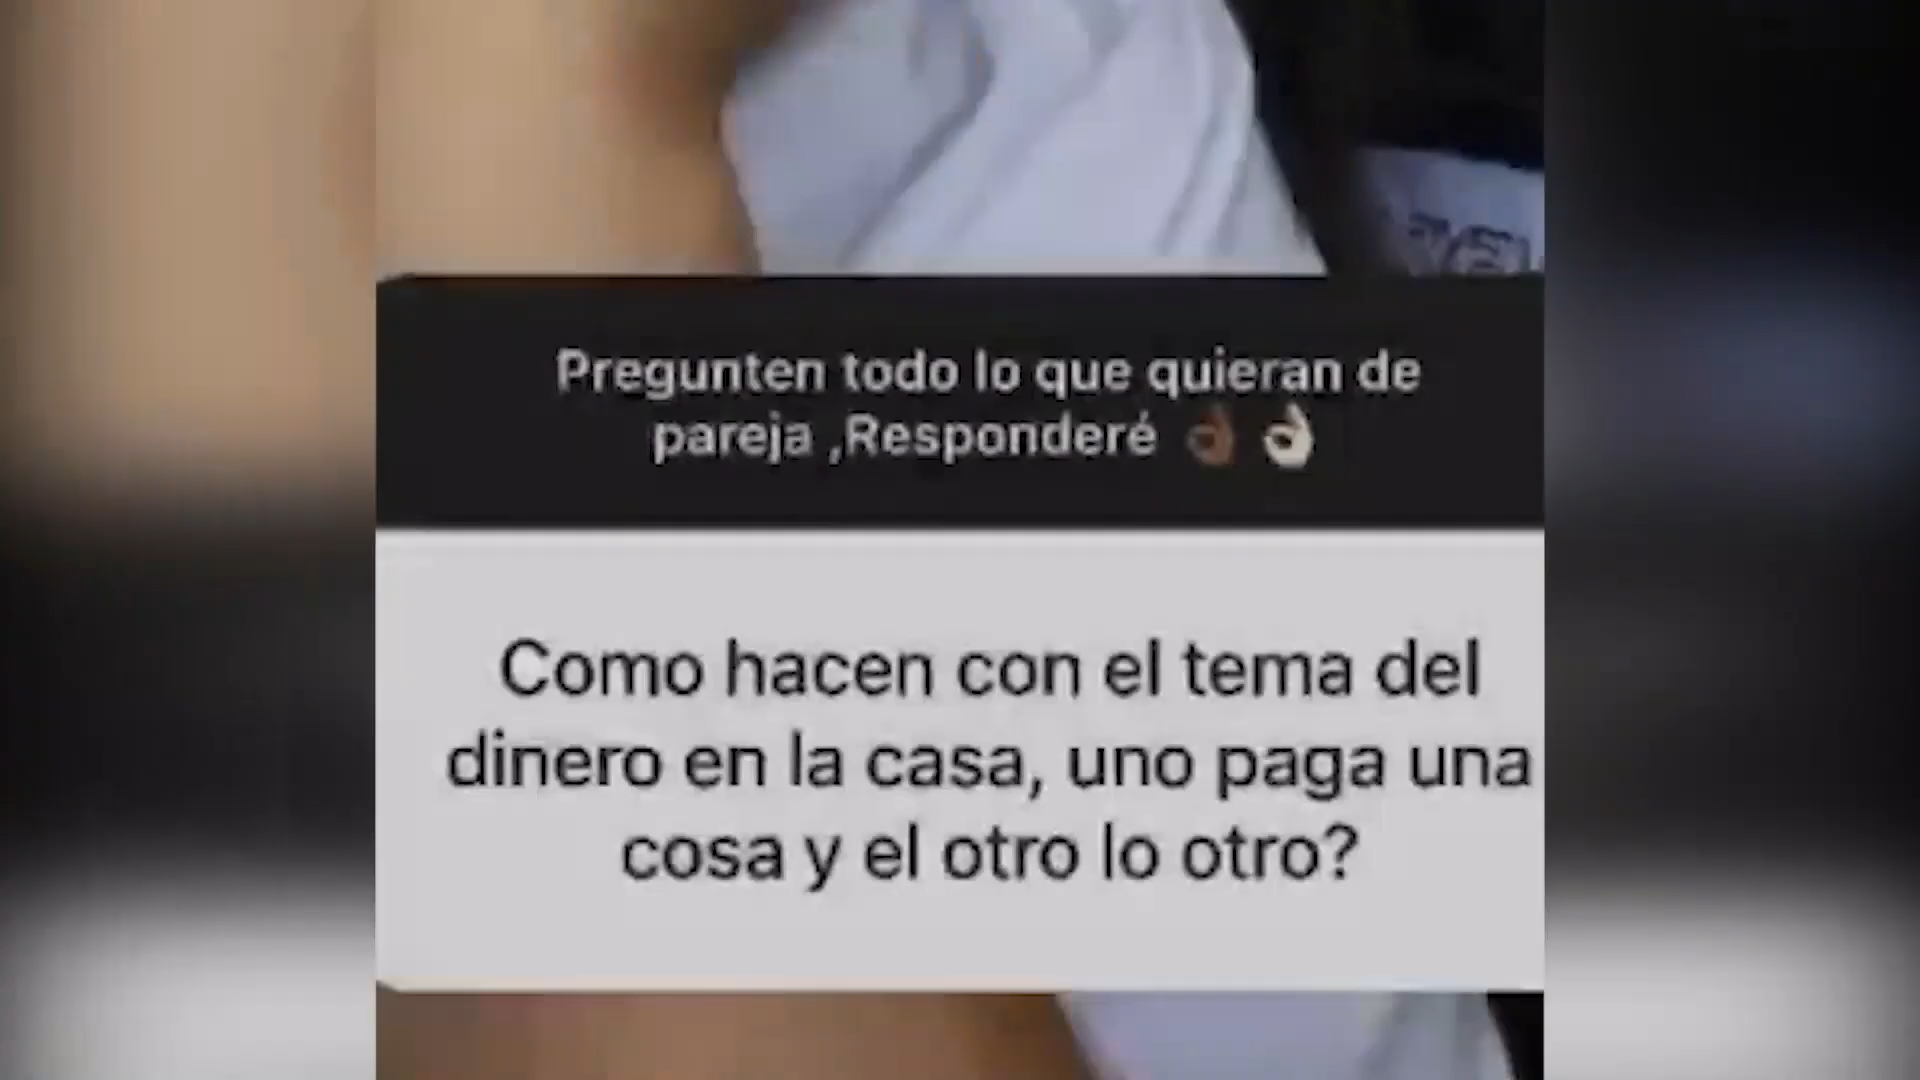 Pregunten todo lo que quieran de
pareja ,Responderé 👌🏾 👌🏻
Como hacen con el tema del
dinero en la casa, uno paga una
cosa y el otro lo otro?